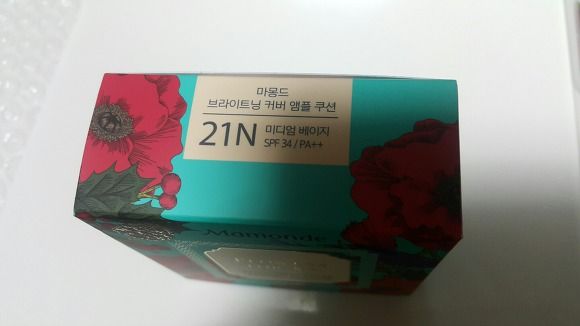 마몽드
브라이트닝 커버 앰플 쿠션
21N 미디엄 베이지
SPF 34 / PA++
Mamonde